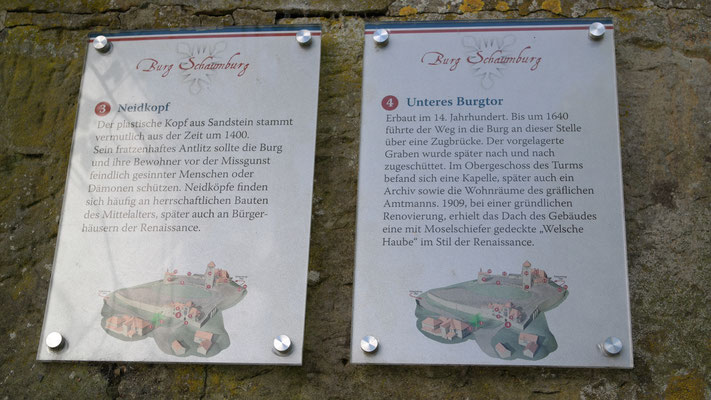 Burg Schaumburg
3 Neidkopf
Der plastische Kopf aus Sandstein stammt
vermutlich aus der Zeit um 1400.
Sein fratzenhaftes Antlitz sollte die Burg
und ihre Bewohner vor der Missgunst
feindlich gesinnter Menschen oder
Dämonen schützen. Neidköpfe finden
sich häufig an herrschaftlichen Bauten
des Mittelalters, später auch an Bürger-
häusern der Renaissance.
Burg Schaumburg
4 Unteres Burgtor
Erbaut im 14. Jahrhundert. Bis um 1640
führte der Weg in die Burg an dieser Stelle
über eine Zugbrücke. Der vorgelagerte
Graben wurde später nach und nach
zugeschüttet. Im Obergeschoss des Turms
befand sich eine Kapelle, später auch ein
Archiv sowie die Wohnräume des gräflichen
Amtmanns. 1909, bei einer gründlichen
Renovierung, erhielt das Dach des Gebäudes
eine mit Moselschiefer gedeckte „Welsche
Haube" im Stil der Renaissance.